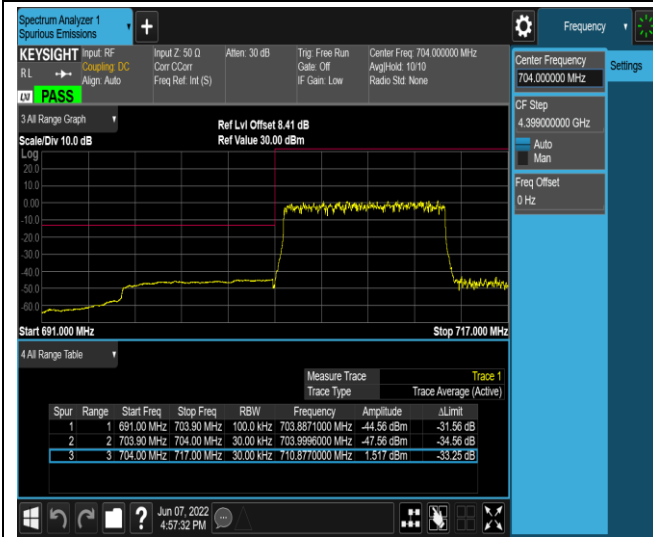 Spectrum Analyzer 1
Spurious Emissions
Frequency
KEYSIGHT
Input: RF
Input Z: 50 Ω
Atten: 30 dB
Trig: Free Run
Center Freq: 704.000000 MHz
RL
Coupling: DC
Corr CCorr
Gate: Off
Avg|Hold: 10/10
Align: Auto
Freq Ref: Int (S)
IF Gain: Low
Radio Std: None
LXI
PASS
Center Frequency
704.000000 MHz
Settings
CF Step
4.399000000 GHz
Auto
Man
Freq Offset
0 Hz
3 All Range Graph
Ref Lvl Offset 8.41 dB
Scale/Div 10.0 dB
Ref Value 30.00 dBm
Log
20.0
10.0
0.00
-10.0
-20.0
-30.0
-40.0
-50.0
-60.0
Start 691.000 MHz
Stop 717.000 MHz
4 All Range Table
Measure Trace Trace 1
Trace Type Trace Average (Active)
Spur Range Start Freq Stop Freq RBW Frequency Amplitude ΔLimit
1 1 691.00 MHz 703.90 MHz 100.0 kHz 703.8871000 MHz -44.56 dBm -31.56 dB
2 2 703.90 MHz 704.00 MHz 30.00 kHz 703.9996000 MHz -47.56 dBm -34.56 dB
3 3 704.00 MHz 717.00 MHz 30.00 kHz 710.8770000 MHz 1.517 dBm -33.25 dB
?
Jun 07, 2022
4:57:32 PM